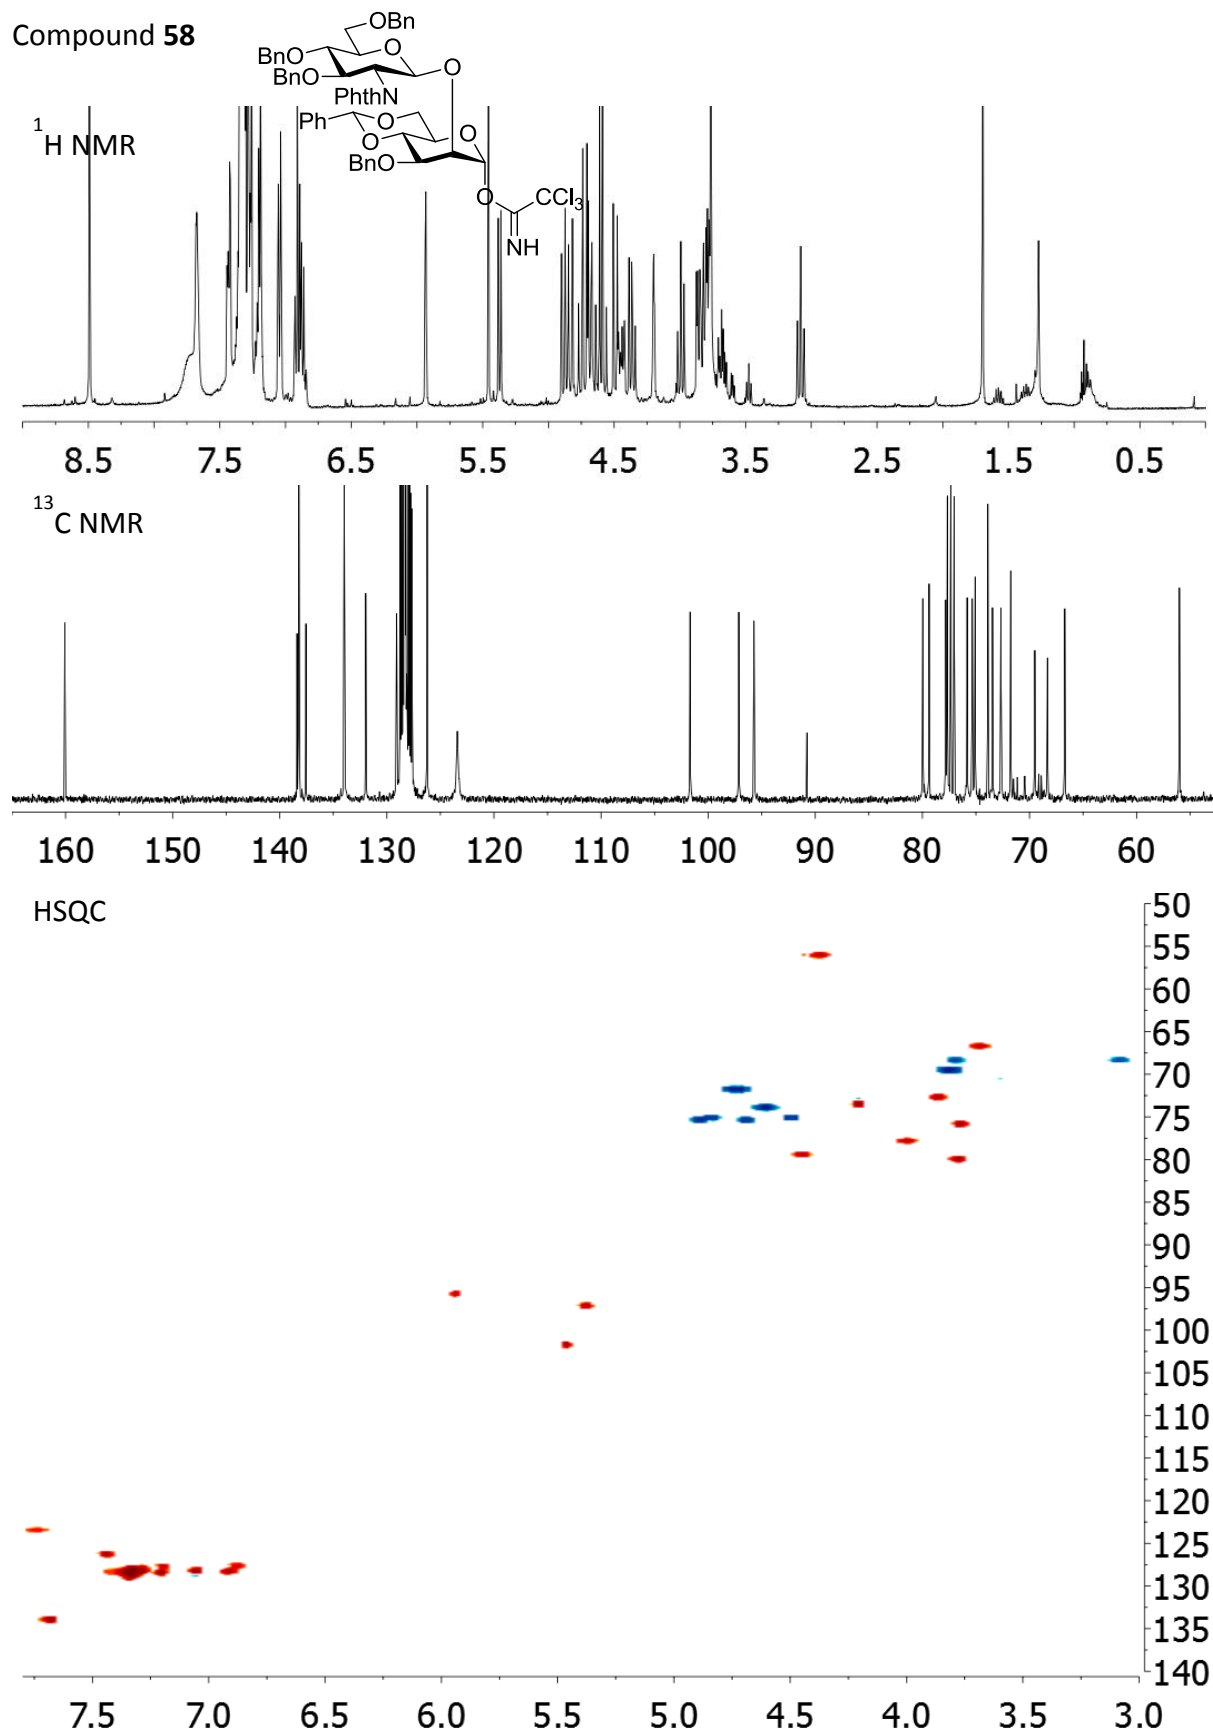 Compound 58
OBn
BnO
O
BnO
O
PhthN
Ph
O
O
O
BnO
O
CCl3
NH
1H NMR
8.5 7.5 6.5 5.5 4.5 3.5 2.5 1.5 0.5
13C NMR
160 150 140 130 120 110 100 90 80 70 60
HSQC
50
55
60
65
70
75
80
85
90
95
100
105
110
115
120
125
130
135
140
7.5 7.0 6.5 6.0 5.5 5.0 4.5 4.0 3.5 3.0